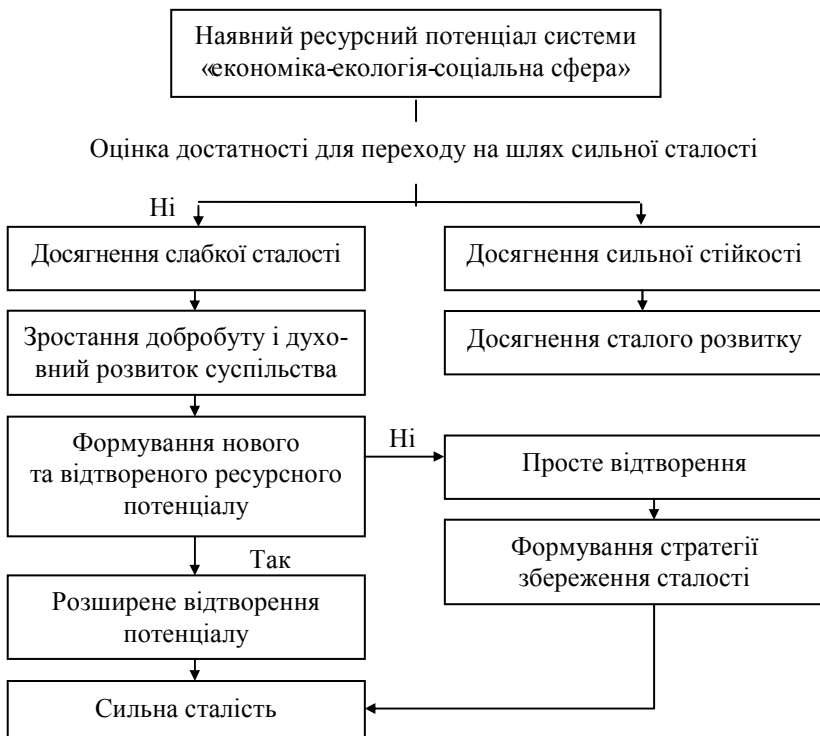 Наявний ресурсний потенціал системи
«економіка-екологія-соціальна сфера»
Оцінка достатності для переходу на шлях сильної сталості
Ні
Досягнення слабкої сталості
Досягнення сильної стійкості
Зростання добробуту і духо-
вний розвиток суспільства
Досягнення сталого розвитку
Формування нового
та відтвореного ресурсного
потенціалу
Ні
Просте відтворення
Так
Формування стратегії
збереження сталості
Розширене відтворення
потенціалу
Сильна сталість